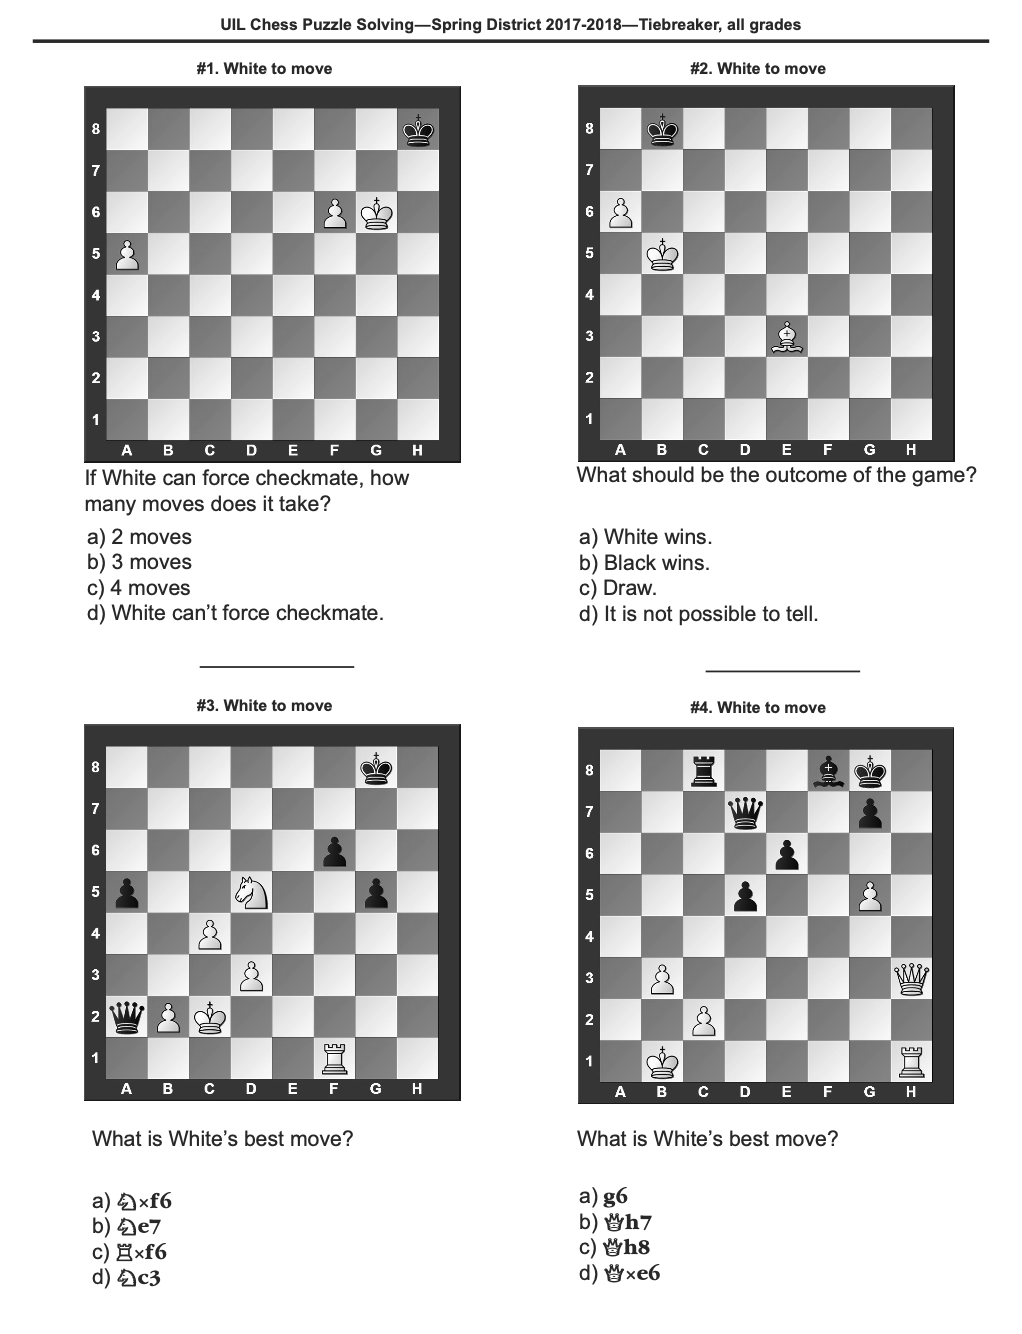 UIL Chess Puzzle Solving—Spring District 2017-2018—Tiebreaker, all grades
#1. White to move
8
7
6
5
4
3
2
1
A B C D E F G H
If White can force checkmate, how
many moves does it take?
a) 2 moves
b) 3 moves
c) 4 moves
d) White can’t force checkmate.
#2. White to move
8
7
6
5
4
3
2
1
A B C D E F G H
What should be the outcome of the game?
a) White wins.
b) Black wins.
c) Draw.
d) It is not possible to tell.
#3. White to move
8
7
6
5
4
3
2
1
A B C D E F G H
What is White’s best move?
a) ♘×f6
b) ♘e7
c) ♖×f6
d) ♘c3
#4. White to move
8
7
6
5
4
3
2
1
A B C D E F G H
What is White’s best move?
a) g6
b) ♕h7
c) ♕h8
d) ♕×e6